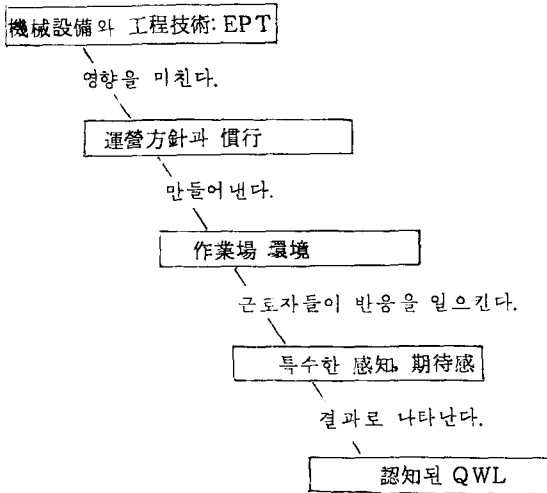 機械設備와 工程技術: EPT
영향을 미친다.
運營方針과 慣行
만들어낸다.
作業場 環境
근로자들이 반응을 일으킨다.
특수한 感知, 期待感
결과로 나타난다.
認知된 QWL